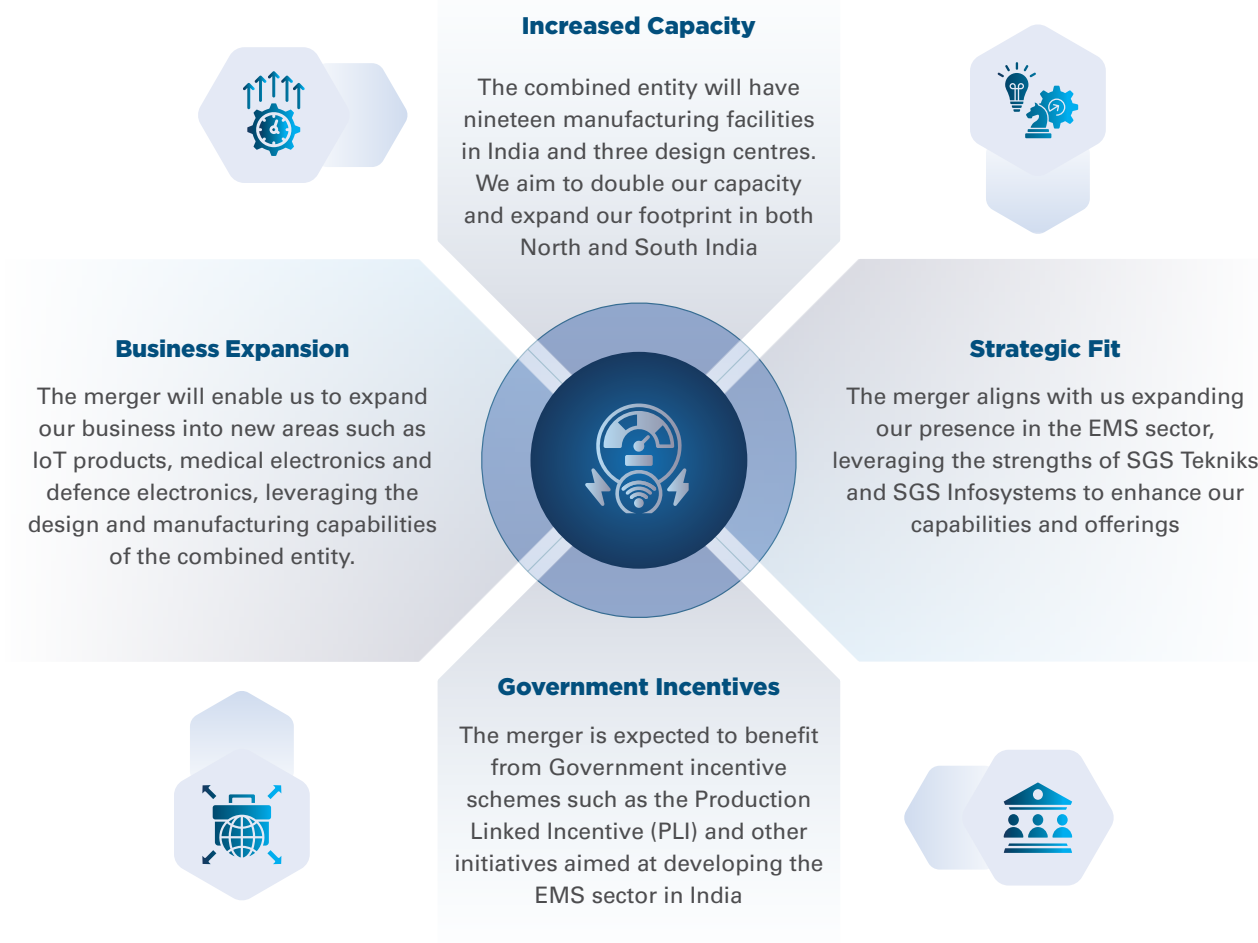 Increased Capacity
The combined entity will have
nineteen manufacturing facilities
in India and three design centres.
We aim to double our capacity
and expand our footprint in both
North and South India
Business Expansion
The merger will enable us to expand
our business into new areas such as
IoT products, medical electronics and
defence electronics, leveraging the
design and manufacturing capabilities
of the combined entity.
Strategic Fit
The merger aligns with us expanding
our presence in the EMS sector,
leveraging the strengths of SGS Tekniks
and SGS Infosystems to enhance our
capabilities and offerings
Government Incentives
The merger is expected to benefit
from Government incentive
schemes such as the Production
Linked Incentive (PLI) and other
initiatives aimed at developing the
EMS sector in India